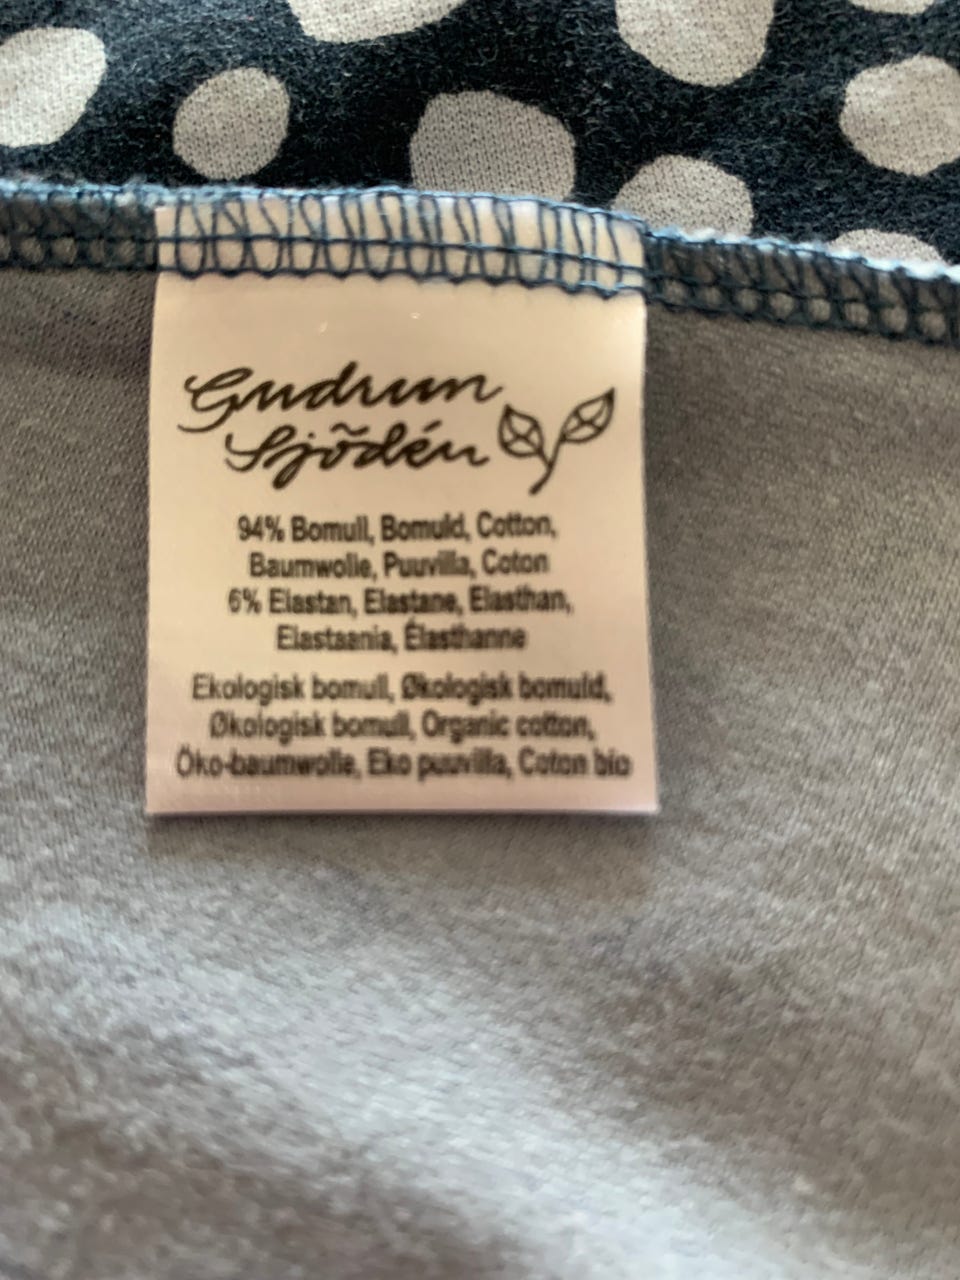 Gudrun
Sjõdén
94% Bomull, Bomuld, Cotton,
Baumwolle, Puuvilla, Coton
6% Elastan, Elastane, Elasthan,
Elastaania, Élasthanne
Ekologisk bomull, Økologisk bomuld,
Økologisk bomull, Organic cotton,
Öko-baumwolle, Eko puuvilla, Coton bio